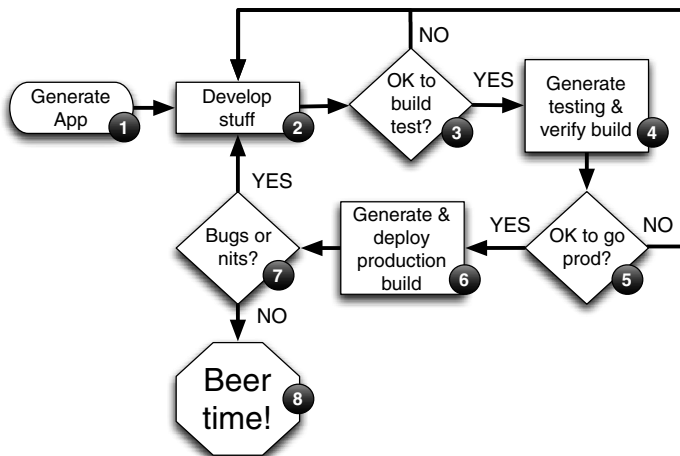 NO
Generate
App
1
Develop
stuff
2
OK to
build
test?
3
YES
Generate
testing &
verify build
4
YES
Bugs or
nits?
7
Generate &
deploy
production
build
6
YES
OK to go
prod?
5
NO
NO
Beer
time!
8